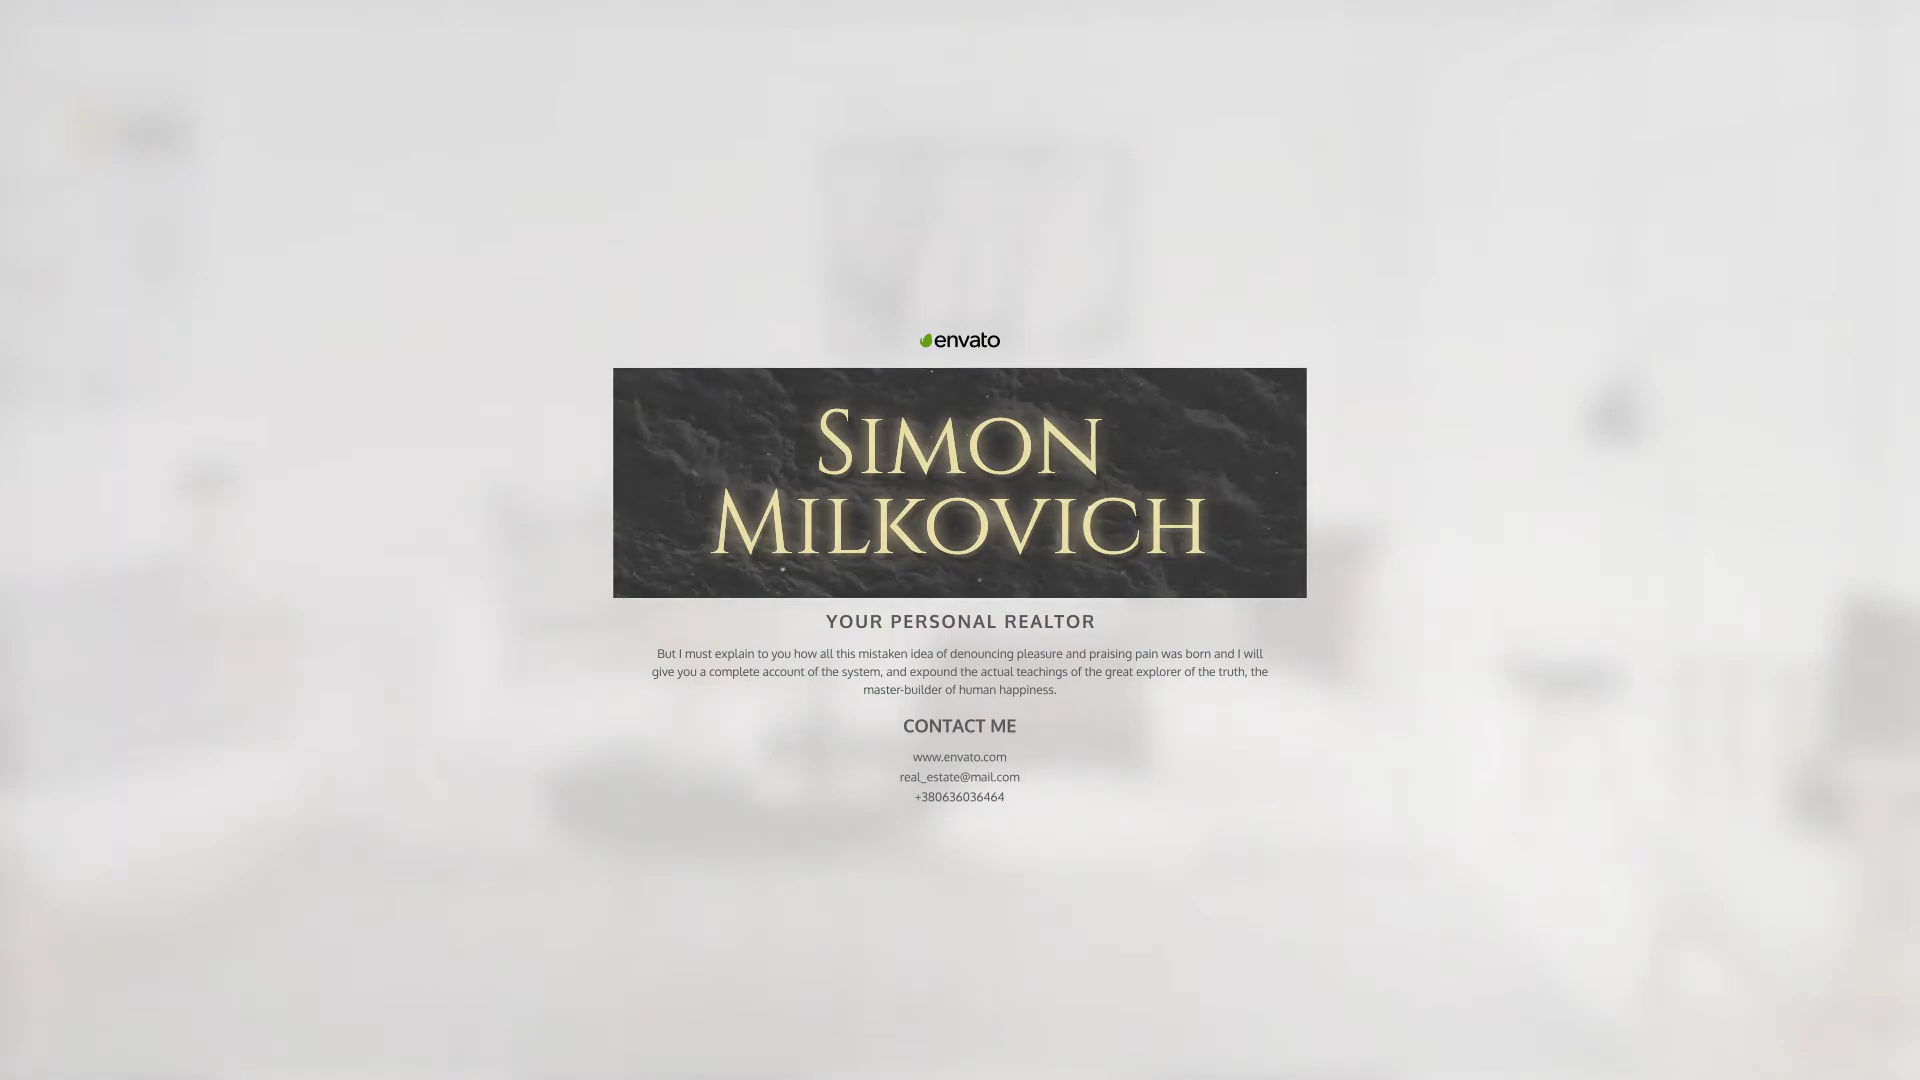 envato
SIMON
MILKOVICH
YOUR PERSONAL REALTOR
But I must explain to you how all this mistaken idea of denouncing pleasure and praising pain was born and I will
give you a complete account of the system, and expound the actual teachings of the great explorer of the truth, the
master-builder of human happiness.
CONTACT ME
www.envato.com
real_estate@mail.com
+380636036464